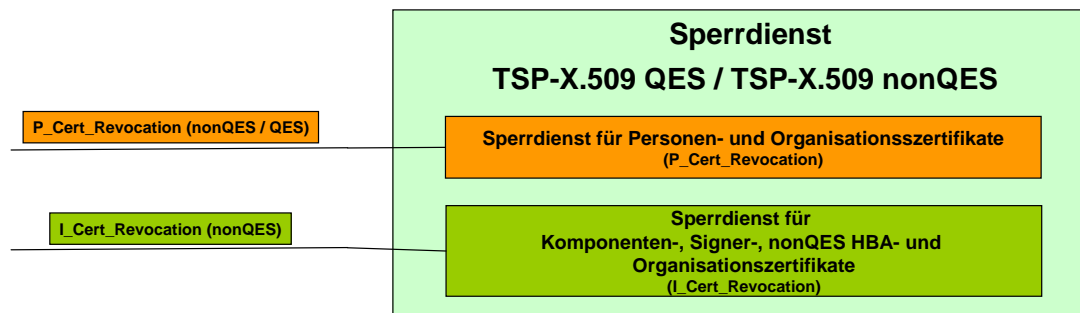 Sperrdienst
TSP-X.509 QES / TSP-X.509 nonQES
P_Cert_Revocation (nonQES / QES)
Sperrdienst für Personen- und Organisationsszertifikate
(P_Cert_Revocation)
I_Cert_Revocation (nonQES)
Sperrdienst für
Komponenten-, Signer-, nonQES HBA- und
Organisationszertifikate
(I_Cert_Revocation)